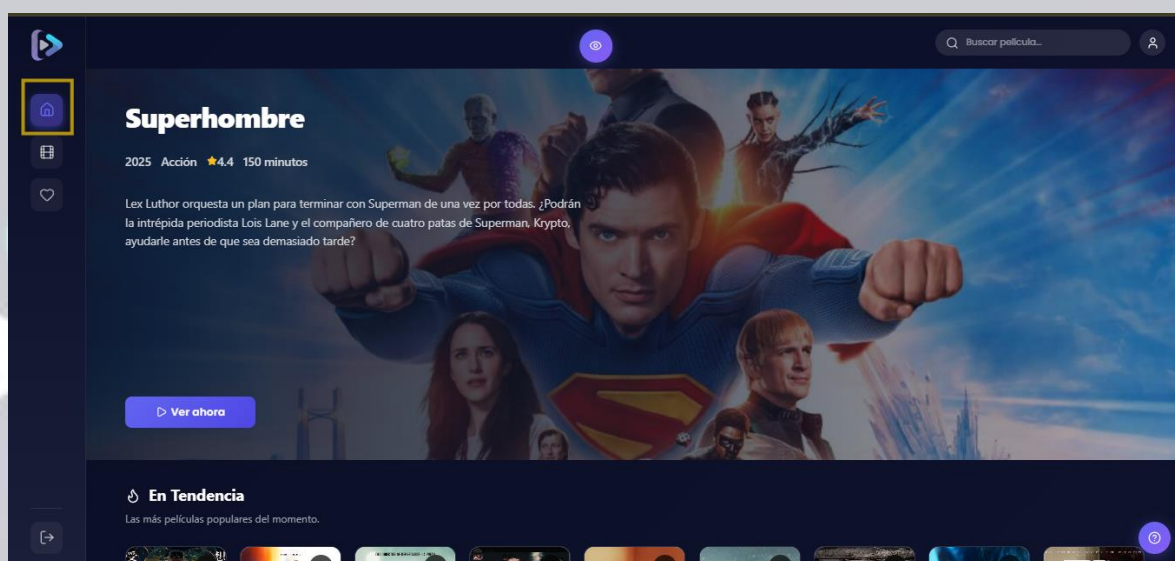 Buscar película...
Superhombre
2025 Acción 4.4 150 minutos
Lex Luthor orquesta un plan para terminar con Superman de una vez por todas. ¿Podrán
la intrépida periodista Lois Lane y el compañero de cuatro patas de Superman, Krypto,
ayudarle antes de que sea demasiado tarde?
Ver ahora
En Tendencia
Las más películas populares del momento.